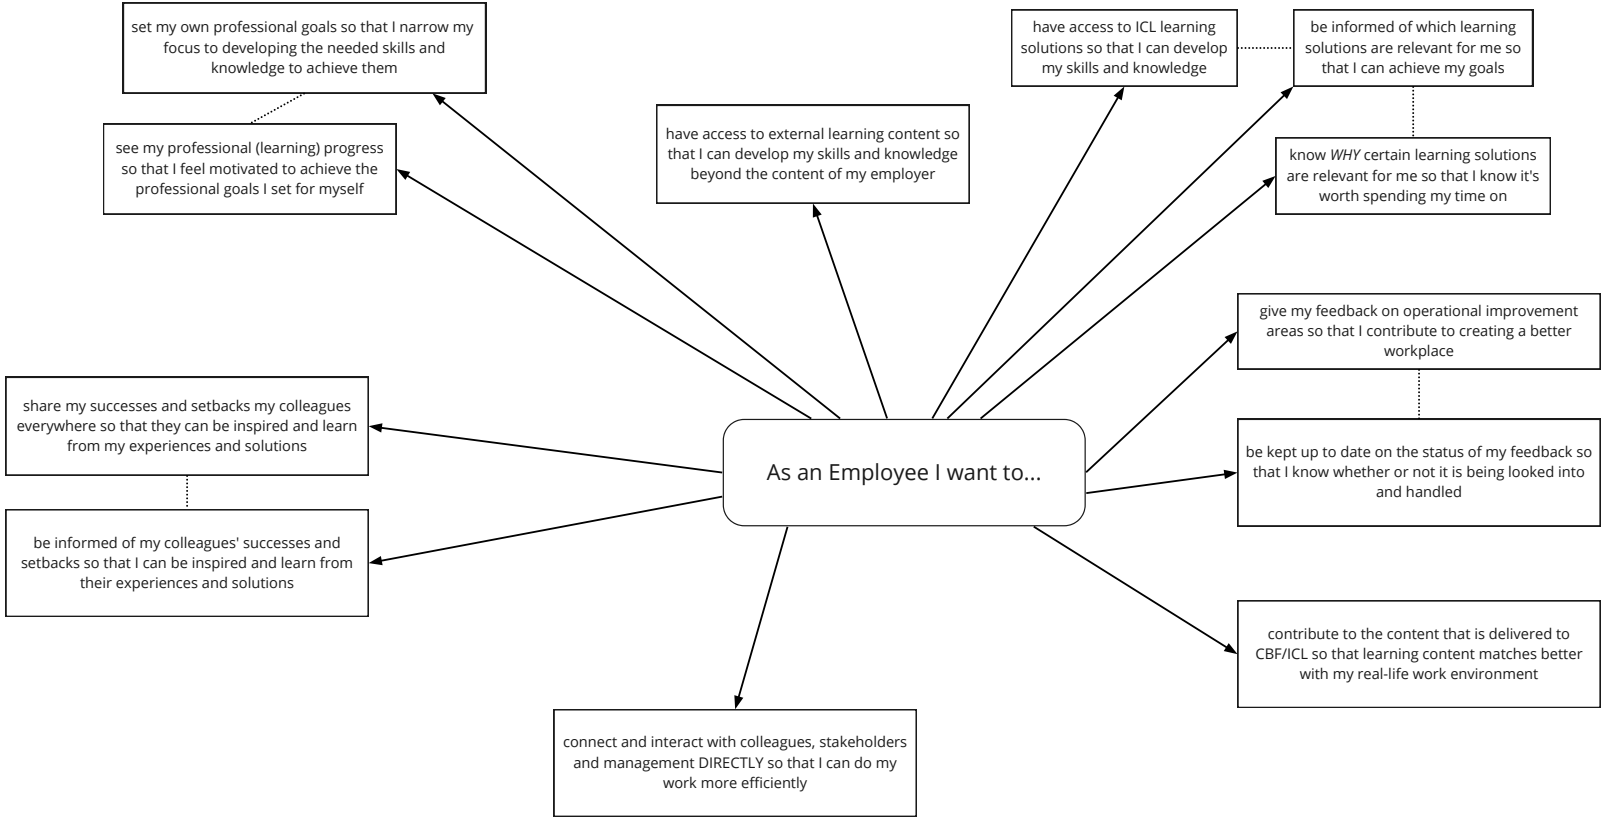 set my own professional goals so that I narrow my
focus to developing the needed skills and
knowledge to achieve them
see my professional (learning) progress
so that I feel motivated to achieve the
professional goals I set for myself
have access to external learning content so
that I can develop my skills and knowledge
beyond the content of my employer
have access to ICL learning
solutions so that I can develop
my skills and knowledge
be informed of which learning
solutions are relevant for me so
that I can achieve my goals
know WHY certain learning solutions
are relevant for me so that I know it's
worth spending my time on
give my feedback on operational improvement
areas so that I contribute to creating a better
workplace
share my successes and setbacks my colleagues
everywhere so that they can be inspired and learn
from my experiences and solutions
As an Employee I want to...
be kept up to date on the status of my feedback so
that I know whether or not it is being looked into
and handled
be informed of my colleagues' successes and
setbacks so that I can be inspired and learn from
their experiences and solutions
contribute to the content that is delivered to
CBF/ICL so that learning content matches better
with my real-life work environment
connect and interact with colleagues, stakeholders
and management DIRECTLY so that I can do my
work more efficiently